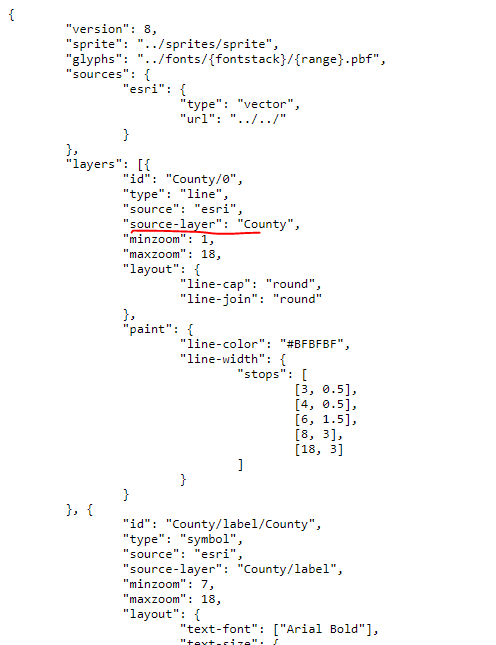 {
"version": 8,
"sprite": "../sprites/sprite",
"glyphs": "../fonts/{fontstack}/{range}.pbf",
"sources": {
"esri": {
"type": "vector",
"url": "../../"
}
},
"layers": [{
"id": "County/0",
"type": "line",
"source": "esri",
"source-layer": "County",
"minzoom": 1,
"maxzoom": 18,
"layout": {
"line-cap": "round",
"line-join": "round"
},
"paint": {
"line-color": "#BFBFBF",
"line-width": {
"stops": [
[3, 0.5],
[4, 0.5],
[6, 1.5],
[8, 3],
[18, 3]
]
}
}
}, {
"id": "County/label/County",
"type": "symbol",
"source": "esri",
"source-layer": "County/label",
"minzoom": 7,
"maxzoom": 18,
"layout": {
"text-font": ["Arial Bold"],
"text-size": {